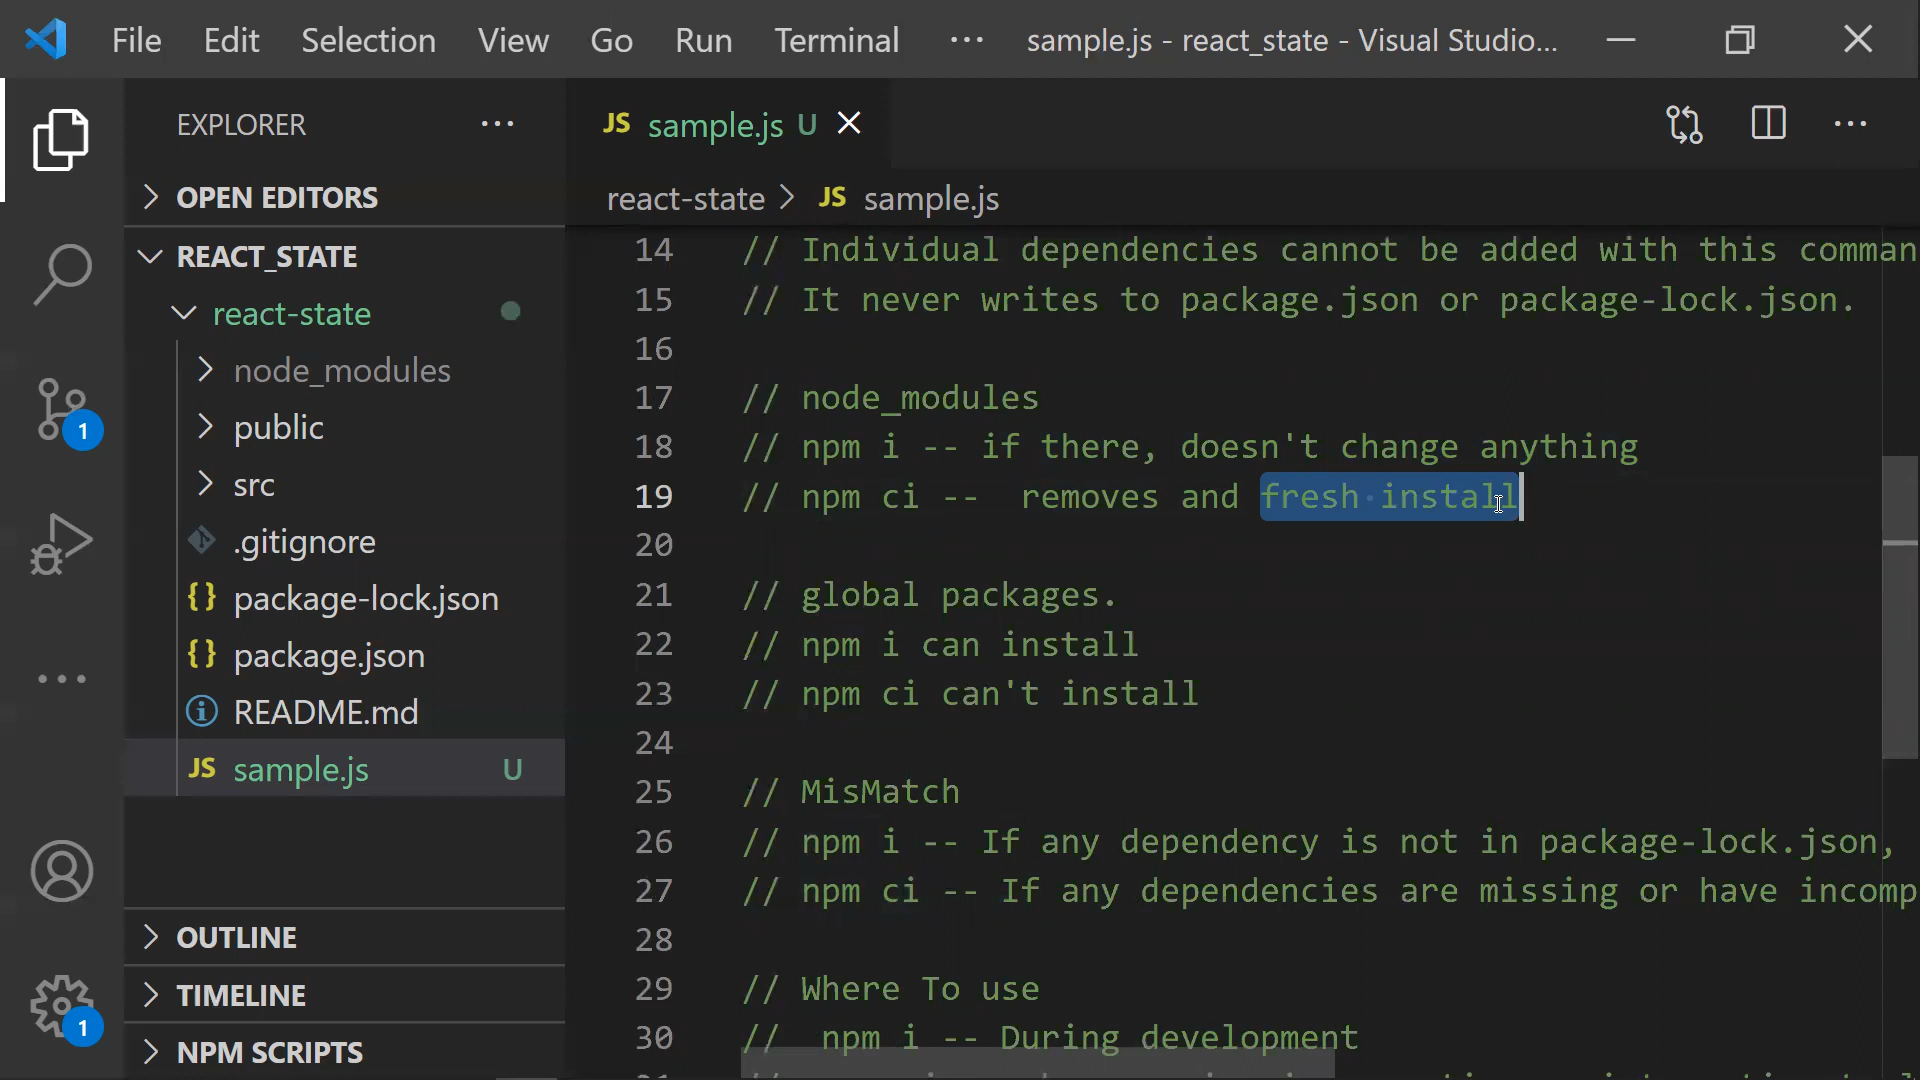 File Edit Selection View Go Run Terminal ··· sample.js - react_state - Visual Studio...
EXPLORER ···
OPEN EDITORS
REACT_STATE
react-state
node_modules
public
src
.gitignore
package-lock.json
package.json
README.md
JS sample.js U
OUTLINE
TIMELINE
NPM SCRIPTS
1
1
JS sample.js U
react-state > JS sample.js
14 // Individual dependencies cannot be added with this comman
15 // It never writes to package.json or package-lock.json.
16
17 // node_modules
18 // npm i -- if there, doesn't change anything
19 // npm ci --  removes and fresh install
20
21 // global packages.
22 // npm i can install
23 // npm ci can't install
24
25 // MisMatch
26 // npm i -- If any dependency is not in package-lock.json,
27 // npm ci -- If any dependencies are missing or have incomp
28
29 // Where To use
30 //  npm i -- During development